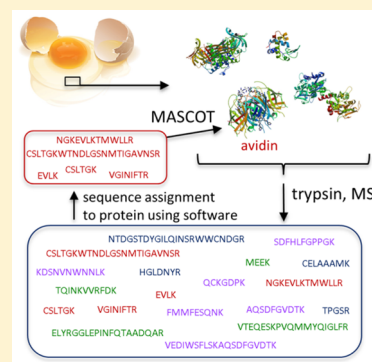 MASCOT
avidin
NGKEVLKTMWLLR
CSLTGKWTNDLGSNMTIGAVNSR
EVLK CSLTGK VGINIFTR
sequence assignment
to protein using software
trypsin, MS
NTDGSTDYGILQINSRWWCNDGR
SDFHLFGPPGK
CSLTGKWTNDLGSNMTIGAVNSR
MEEK CELAAAMK
KDSNVNWNNLK HGLDNYR
QCKGDPK NGKEVLKTMWLLR
TQINKVVRFDK EVLK
CSLTGK VGINIFTR FMMFESQNK AQSDFGVDTK TPGSR
VTEQESKPVQMMYQIGLFR
ELYRGGLEPINFQTAADQAR
VEDIWSFLSKAQSDFGVDTK